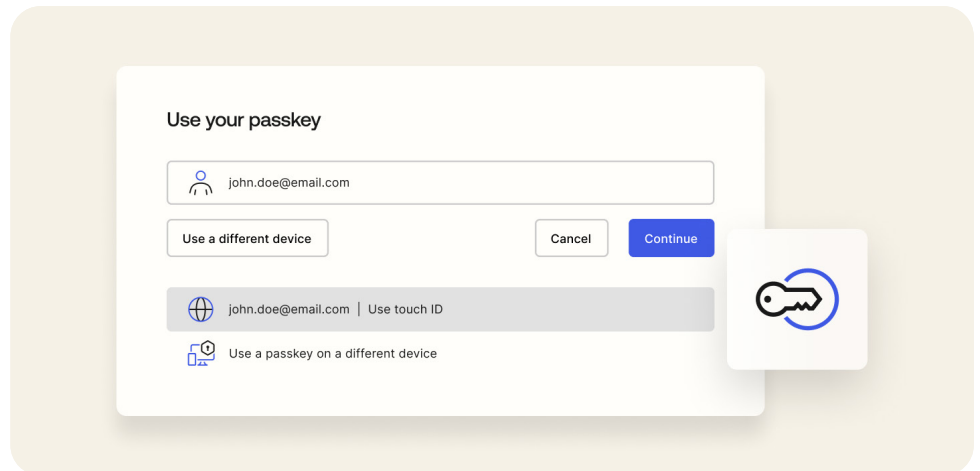 Use your passkey
john.doe@email.com
Use a different device
Cancel
Continue
john.doe@email.com | Use touch ID
Use a passkey on a different device